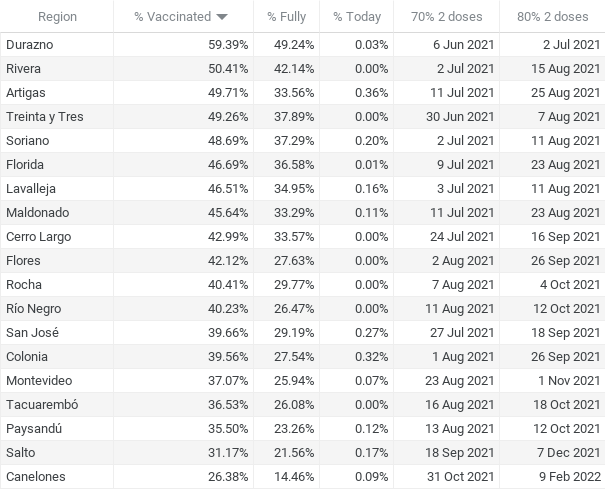 Region % Vaccinated % Fully % Today 70% 2 doses 80% 2 doses
Durazno 59.39% 49.24% 0.03% 6 Jun 2021 2 Jul 2021
Rivera 50.41% 42.14% 0.00% 2 Jul 2021 15 Aug 2021
Artigas 49.71% 33.56% 0.36% 11 Jul 2021 25 Aug 2021
Treinta y Tres 49.26% 37.89% 0.00% 30 Jun 2021 7 Aug 2021
Soriano 48.69% 37.29% 0.20% 2 Jul 2021 11 Aug 2021
Florida 46.69% 36.58% 0.01% 9 Jul 2021 23 Aug 2021
Lavalleja 46.51% 34.95% 0.16% 3 Jul 2021 11 Aug 2021
Maldonado 45.64% 33.29% 0.11% 11 Jul 2021 23 Aug 2021
Cerro Largo 42.99% 33.57% 0.00% 24 Jul 2021 16 Sep 2021
Flores 42.12% 27.63% 0.00% 2 Aug 2021 26 Sep 2021
Rocha 40.41% 29.77% 0.00% 7 Aug 2021 4 Oct 2021
Río Negro 40.23% 26.47% 0.00% 11 Aug 2021 12 Oct 2021
San José 39.66% 29.19% 0.27% 27 Jul 2021 18 Sep 2021
Colonia 39.56% 27.54% 0.32% 1 Aug 2021 26 Sep 2021
Montevideo 37.07% 25.94% 0.07% 23 Aug 2021 1 Nov 2021
Tacuarembó 36.53% 26.08% 0.00% 16 Aug 2021 18 Oct 2021
Paysandú 35.50% 23.26% 0.12% 13 Aug 2021 12 Oct 2021
Salto 31.17% 21.56% 0.17% 18 Sep 2021 7 Dec 2021
Canelones 26.38% 14.46% 0.09% 31 Oct 2021 9 Feb 2022